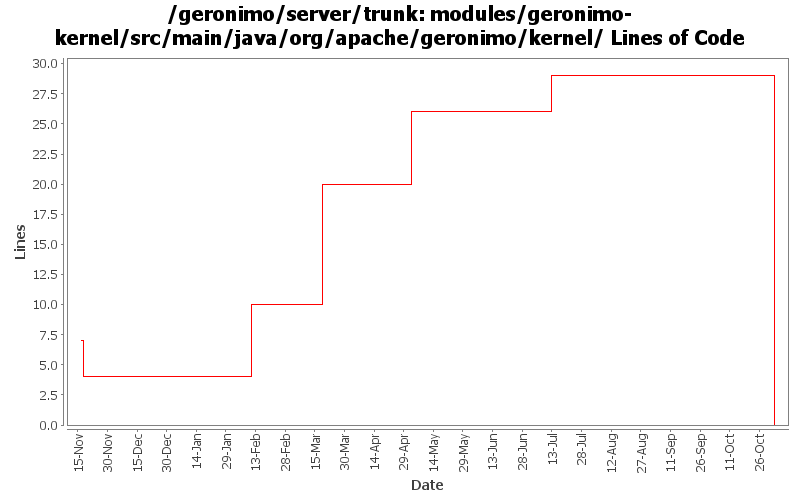 /geronimo/server/trunk: modules/geronimo-
kernel/src/main/java/org/apache/geronimo/kernel/ Lines of Code
30.0
27.5
25.0
22.5
20.0
17.5
15.0
12.5
10.0
7.5
5.0
2.5
0.0
Lines
15-Nov
30-Nov
15-Dec
30-Dec
14-Jan
29-Jan
13-Feb
28-Feb
15-Mar
30-Mar
14-Apr
29-Apr
14-May
29-May
13-Jun
28-Jun
13-Jul
28-Jul
12-Aug
27-Aug
11-Sep
26-Sep
11-Oct
26-Oct
Date